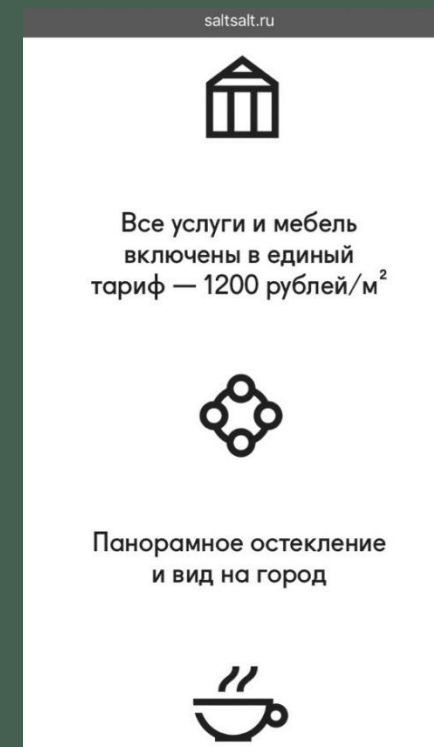 saltsalt.ru
Все услуги и мебель
включены в единый
тариф — 1200 рублей/м²
Панорамное остекление
и вид на город